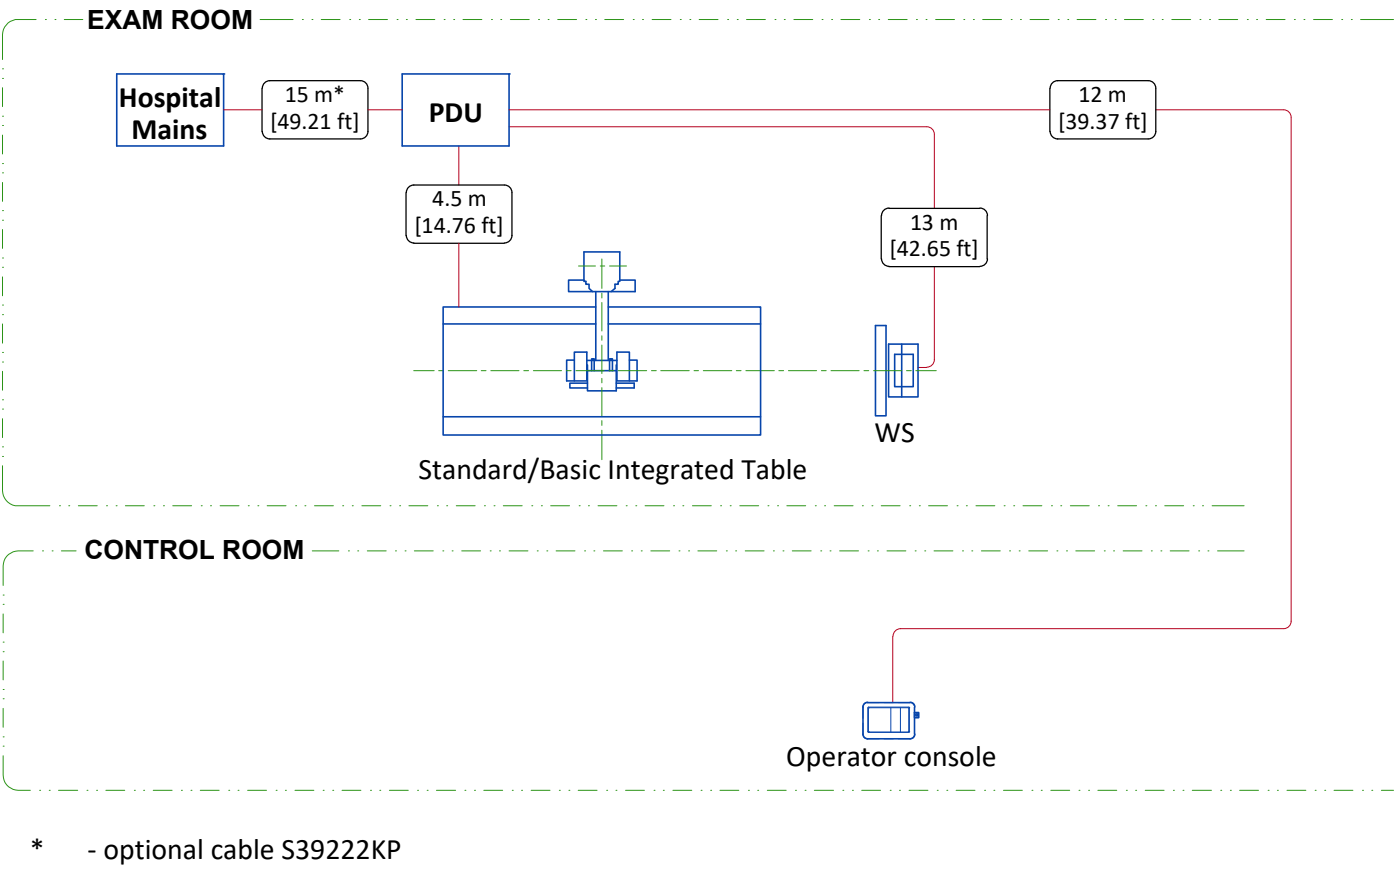 EXAM ROOM
Hospital
Mains
15 m*
[49.21 ft]
PDU
12 m
[39.37 ft]
4.5 m
[14.76 ft]
13 m
[42.65 ft]
WS
Standard/Basic Integrated Table
CONTROL ROOM
Operator console
* - optional cable S39222KP